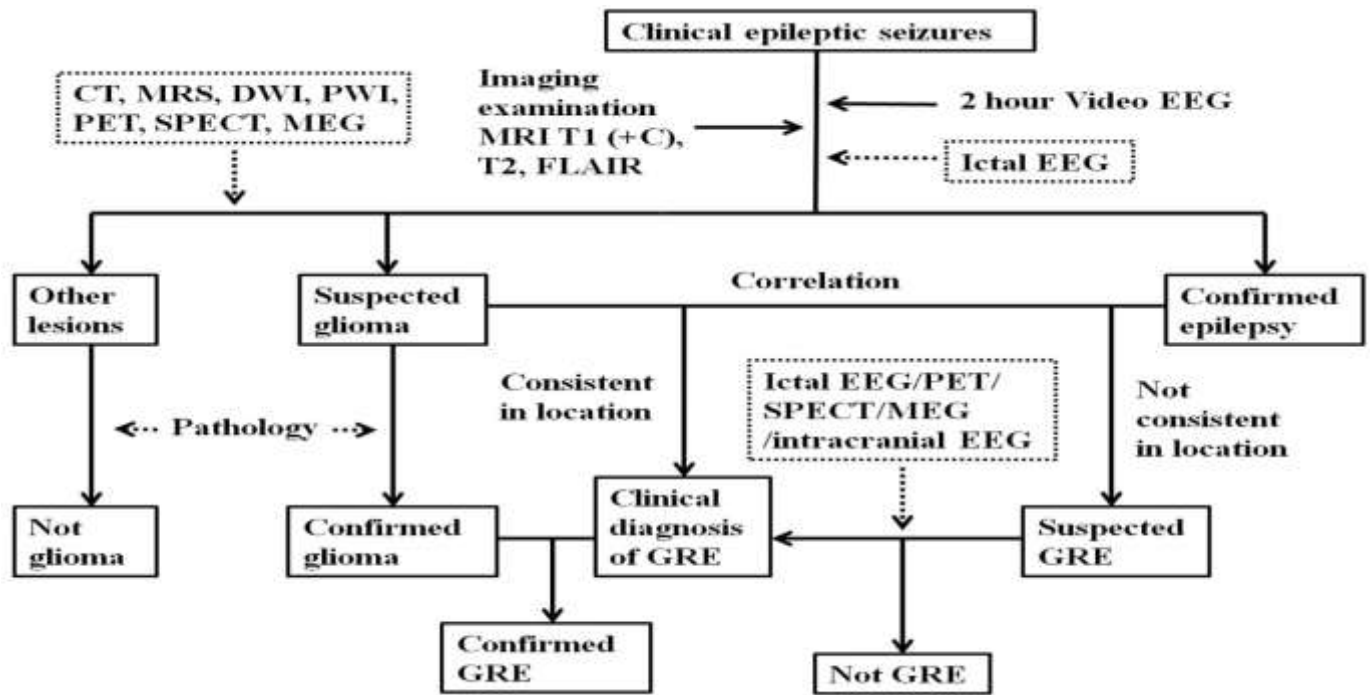 Clinical epileptic seizures
CT, MRS, DWI, PWI,
PET, SPECT, MEG
Imaging
examination
MRI T1 (+C),
T2, FLAIR
2 hour Video EEG
Ictal EEG
Other
lesions
Suspected
glioma
Correlation
Confirmed
epilepsy
Consistent
in location
Ictal EEG/PET/
SPECT/MEG
/intracranial EEG
Not
consistent
in location
Pathology
Not
glioma
Confirmed
glioma
Clinical
diagnosis
of GRE
Suspected
GRE
Confirmed
GRE
Not GRE